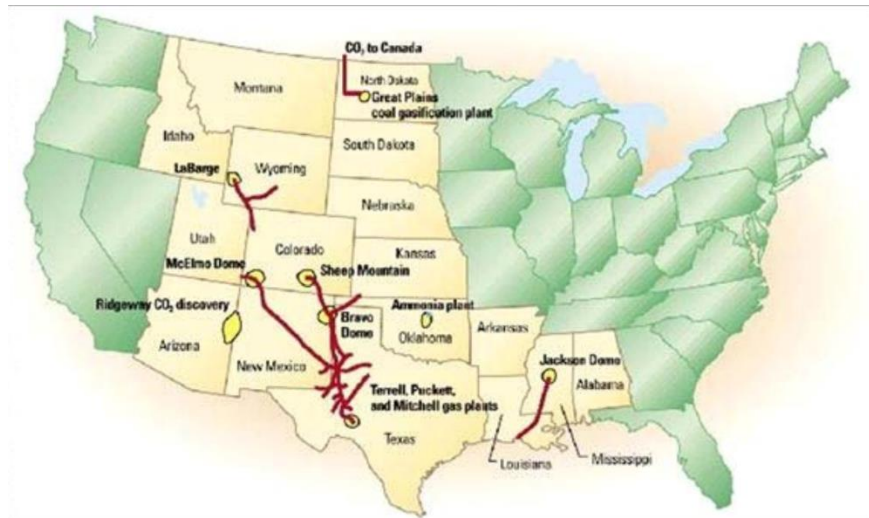 CO₂ to Canada
North Dakota
Great Plains
coal gasification plant
Montana
Idaho
South Dakota
LaBarge
Wyoming
Nebraska
Utah
Colorado
Kansas
McElmo Dome
Sheep Mountain
Ridgeway CO₂ discovery
Bravo
Dome
Ammonia plant
Oklahoma
Arkansas
Arizona
New Mexico
Jackson Dome
Alabama
Terrell, Puckett,
and Mitchell gas plants
Texas
Louisiana
Mississippi